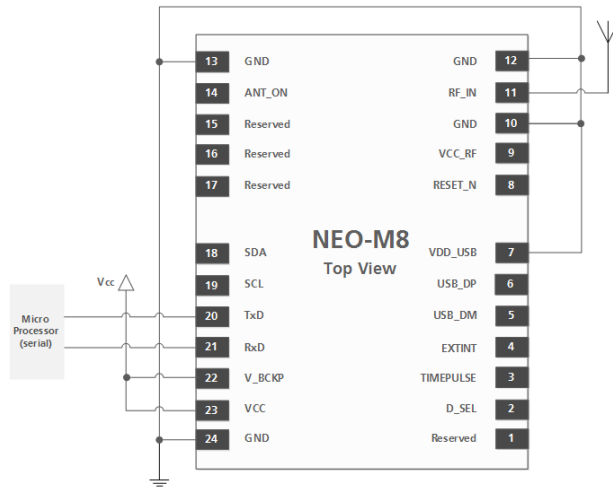 13 GND GND 12
14 ANT_ON RF_IN 11
15 Reserved GND 10
16 Reserved VCC_RF 9
17 Reserved RESET_N 8
NEO-M8
Top View
18 SDA VDD_USB 7
Vcc
19 SCL USB_DP 6
Micro
Processor
(serial)
20 TxD USB_DM 5
21 RxD EXTINT 4
22 V_BCKP TIMEPULSE 3
23 VCC D_SEL 2
24 GND Reserved 1